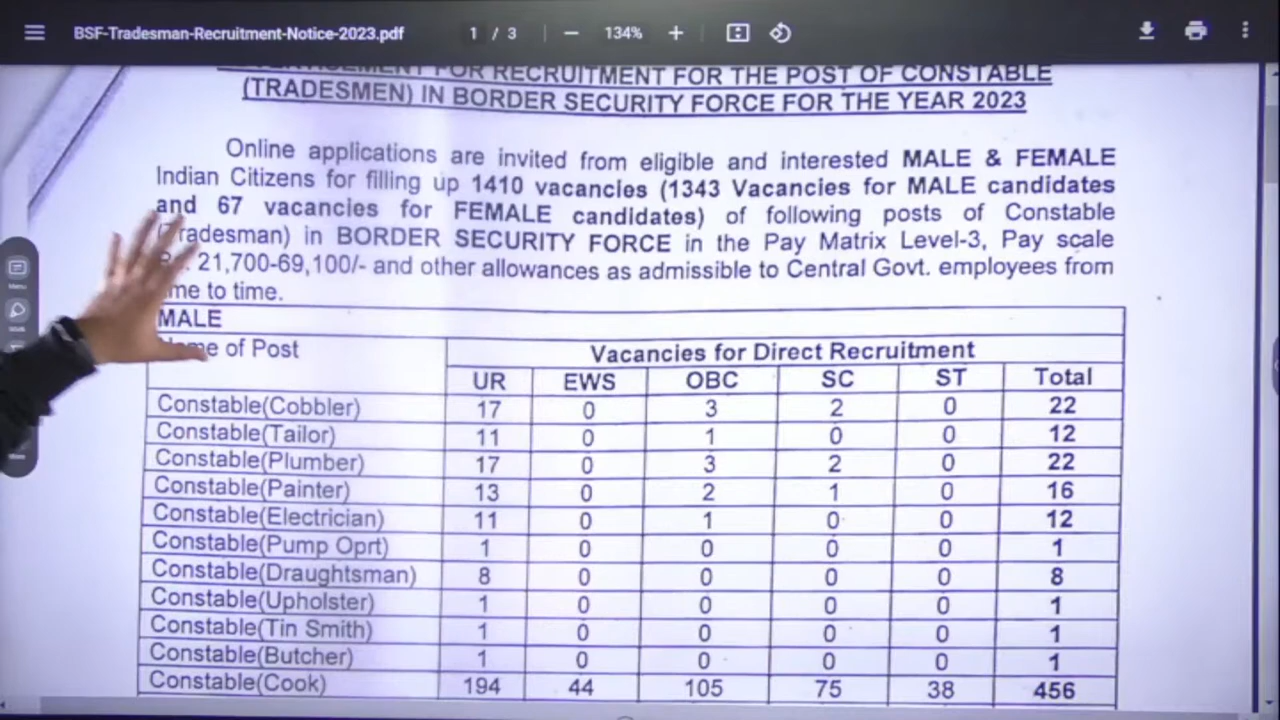 BSF-Tradesman-Recruitment-Notice-2023.pdf 1 / 3 134%
FOR RECRUITMENT FOR THE POST OF CONSTABLE
(TRADESMEN) IN BORDER SECURITY FORCE FOR THE YEAR 2023
Online applications are invited from eligible and interested MALE & FEMALE
Indian Citizens for filling up 1410 vacancies (1343 Vacancies for MALE candidates
and 67 vacancies for FEMALE candidates) of following posts of Constable
(Tradesman) in BORDER SECURITY FORCE in the Pay Matrix Level-3, Pay scale
21,700-69,100/- and other allowances as admissible to Central Govt. employees from
me to time.
MALE
of Post Vacancies for Direct Recruitment
UR EWS OBC SC ST Total
Constable(Cobbler) 17 0 3 2 0 22
Constable(Tailor) 11 0 1 0 0 12
Constable(Plumber) 17 0 3 2 0 22
Constable(Painter) 13 0 2 1 0 16
Constable(Electrician) 11 0 1 0 0 12
Constable(Pump Oprt) 1 0 0 0 0 1
Constable(Draughtsman) 8 0 0 0 0 8
Constable(Upholster) 1 0 0 0 0 1
Constable(Tin Smith) 1 0 0 0 0 1
Constable(Butcher) 1 0 0 0 0 1
Constable(Cook) 194 44 105 75 38 456
Menu